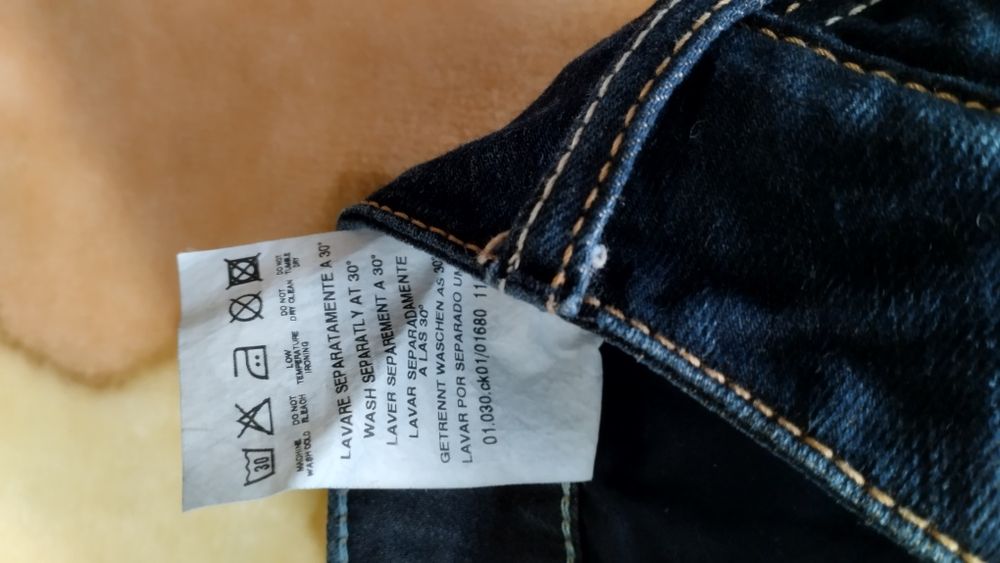 30
MACHINE
WASH COLD
DO NOT
BLEACH
LOW
TEMPERATURE
IRONING
DO NOT
DRY CLEAN
DO NOT
TUMBLE
DRY
LAVARE SEPARATAMENTE A 30°
WASH SEPARATLY AT 30°
LAVER SEPAREMENT A 30°
LAVAR SEPARADAMENTE
A LAS 30°
GETRENNT WASCHEN AS 30°
LAVAR POR SEPARADO
01.030.ck01/01680 11